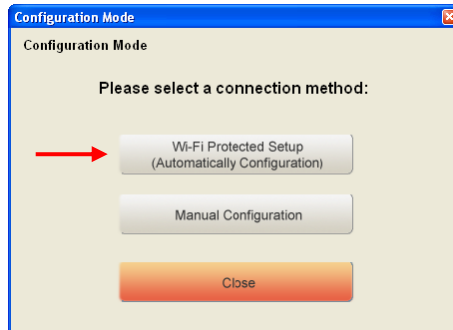 Configuration Mode
Configuration Mode
Please select a connection method:
Wi-Fi Protected Setup
(Automatically Configuration)
Manual Configuration
Close